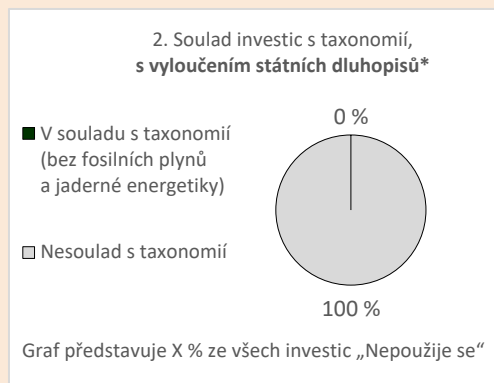 2. Soulad investic s taxonomií,
s vyloučením státních dluhopisů*
V souladu s taxonomií
(bez fosilních plynů
a jaderné energetiky)
Nesoulad s taxonomií
0 %
100 %
Graf představuje X % ze všech investic „Nepoužije se“